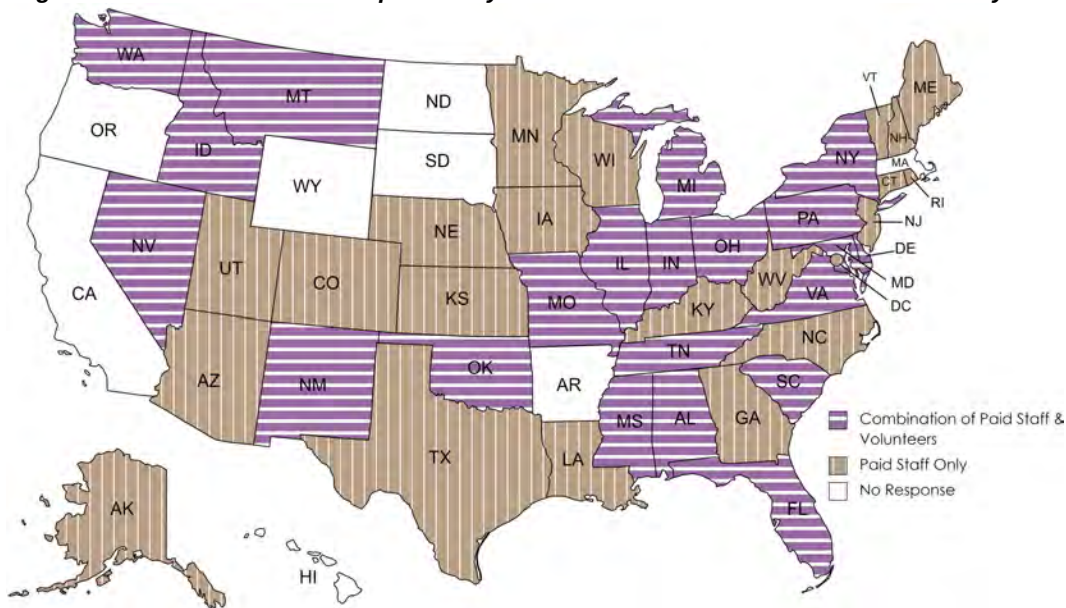 WA
MT
ND
MN
VT
ME
OR
ID
SD
WI
NH
NY
MA
WY
MI
CT
RI
IA
PA
NJ
NE
NV
OH
DE
UT
IL
IN
CO
WV
MD
CA
KS
MO
VA
DC
KY
NC
TN
OK
AZ
NM
AR
SC
MS
AL
GA
Combination of Paid Staff &
Volunteers
TX
LA
Paid Staff Only
No Response
AK
FL
HI